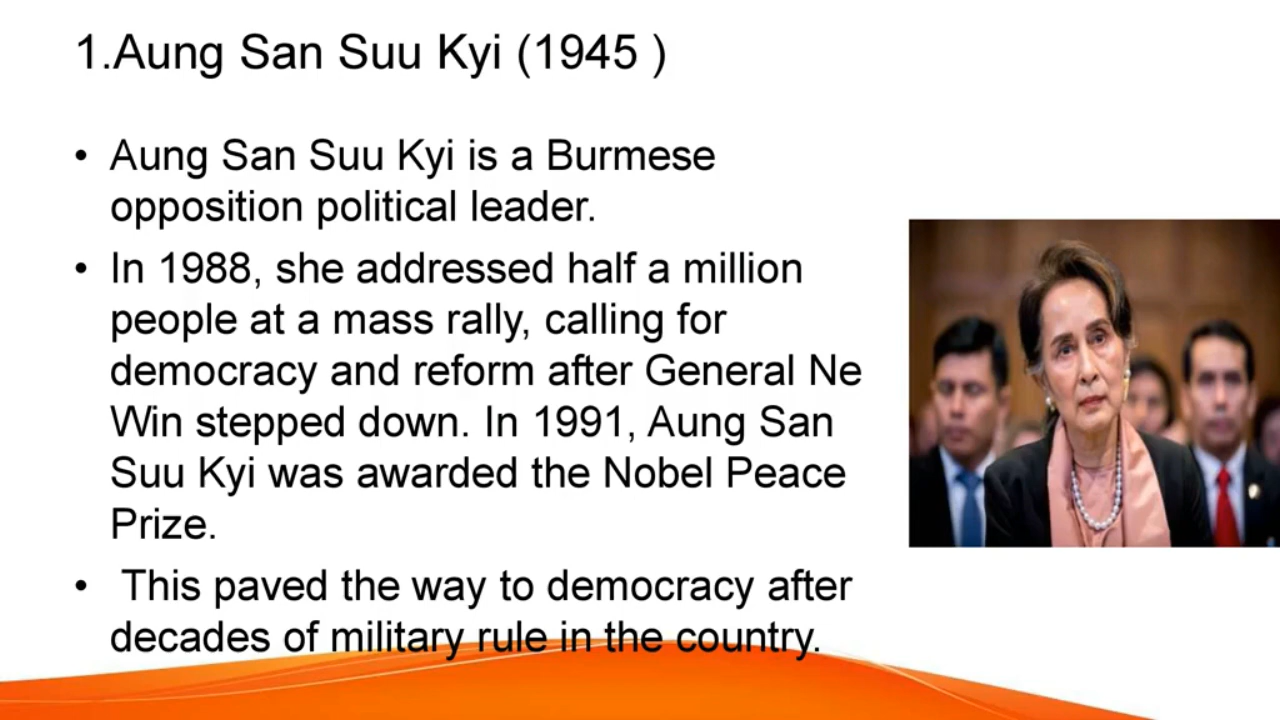 1.Aung San Suu Kyi (1945 )
• Aung San Suu Kyi is a Burmese
opposition political leader.
• In 1988, she addressed half a million
people at a mass rally, calling for
democracy and reform after General Ne
Win stepped down. In 1991, Aung San
Suu Kyi was awarded the Nobel Peace
Prize.
• This paved the way to democracy after
decades of military rule in the country.